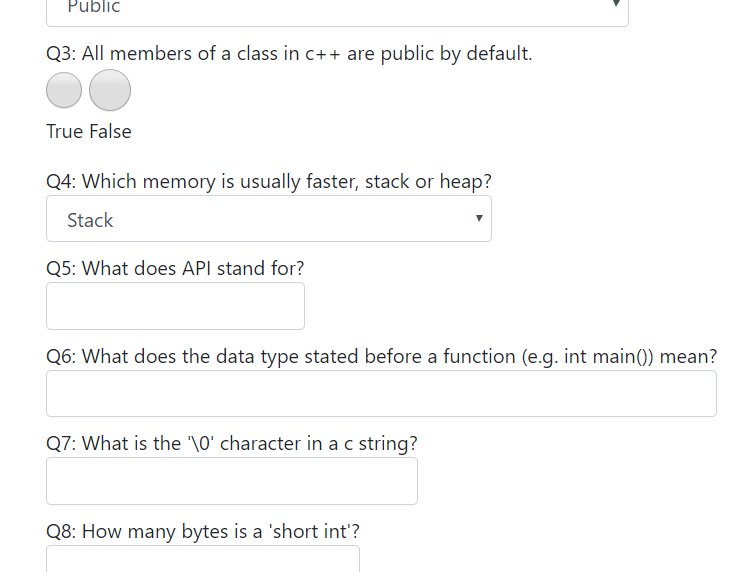 Public
Q3: All members of a class in c++ are public by default.
True False
Q4: Which memory is usually faster, stack or heap?
Stack
Q5: What does API stand for?
Q6: What does the data type stated before a function (e.g. int main()) mean?
Q7: What is the '\0' character in a c string?
Q8: How many bytes is a 'short int'?